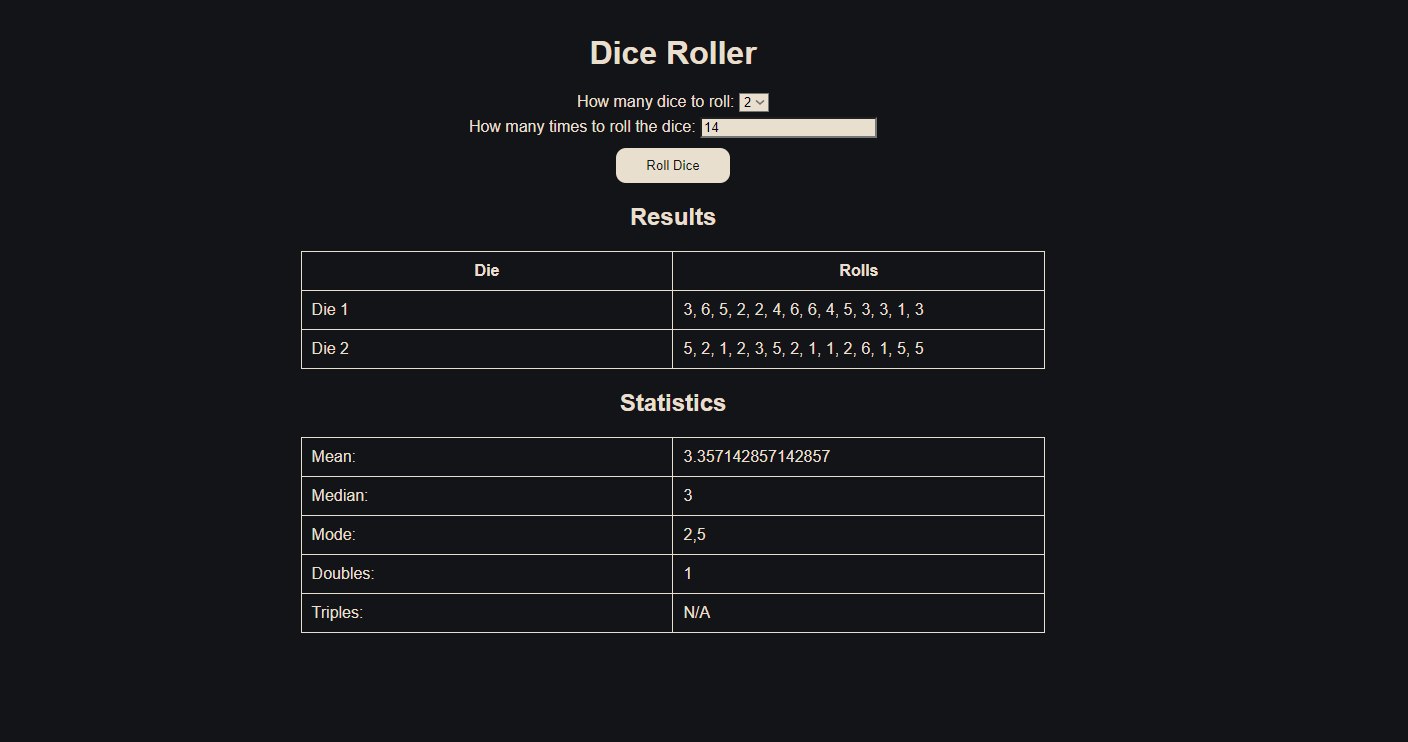 Dice Roller
How many dice to roll: 2
How many times to roll the dice: 14
Roll Dice
Results
Die Rolls
Die 1 3, 6, 5, 2, 2, 4, 6, 6, 4, 5, 3, 3, 1, 3
Die 2 5, 2, 1, 2, 3, 5, 2, 1, 1, 2, 6, 1, 5, 5
Statistics
Mean: 3.357142857142857
Median: 3
Mode: 2,5
Doubles: 1
Triples: N/A